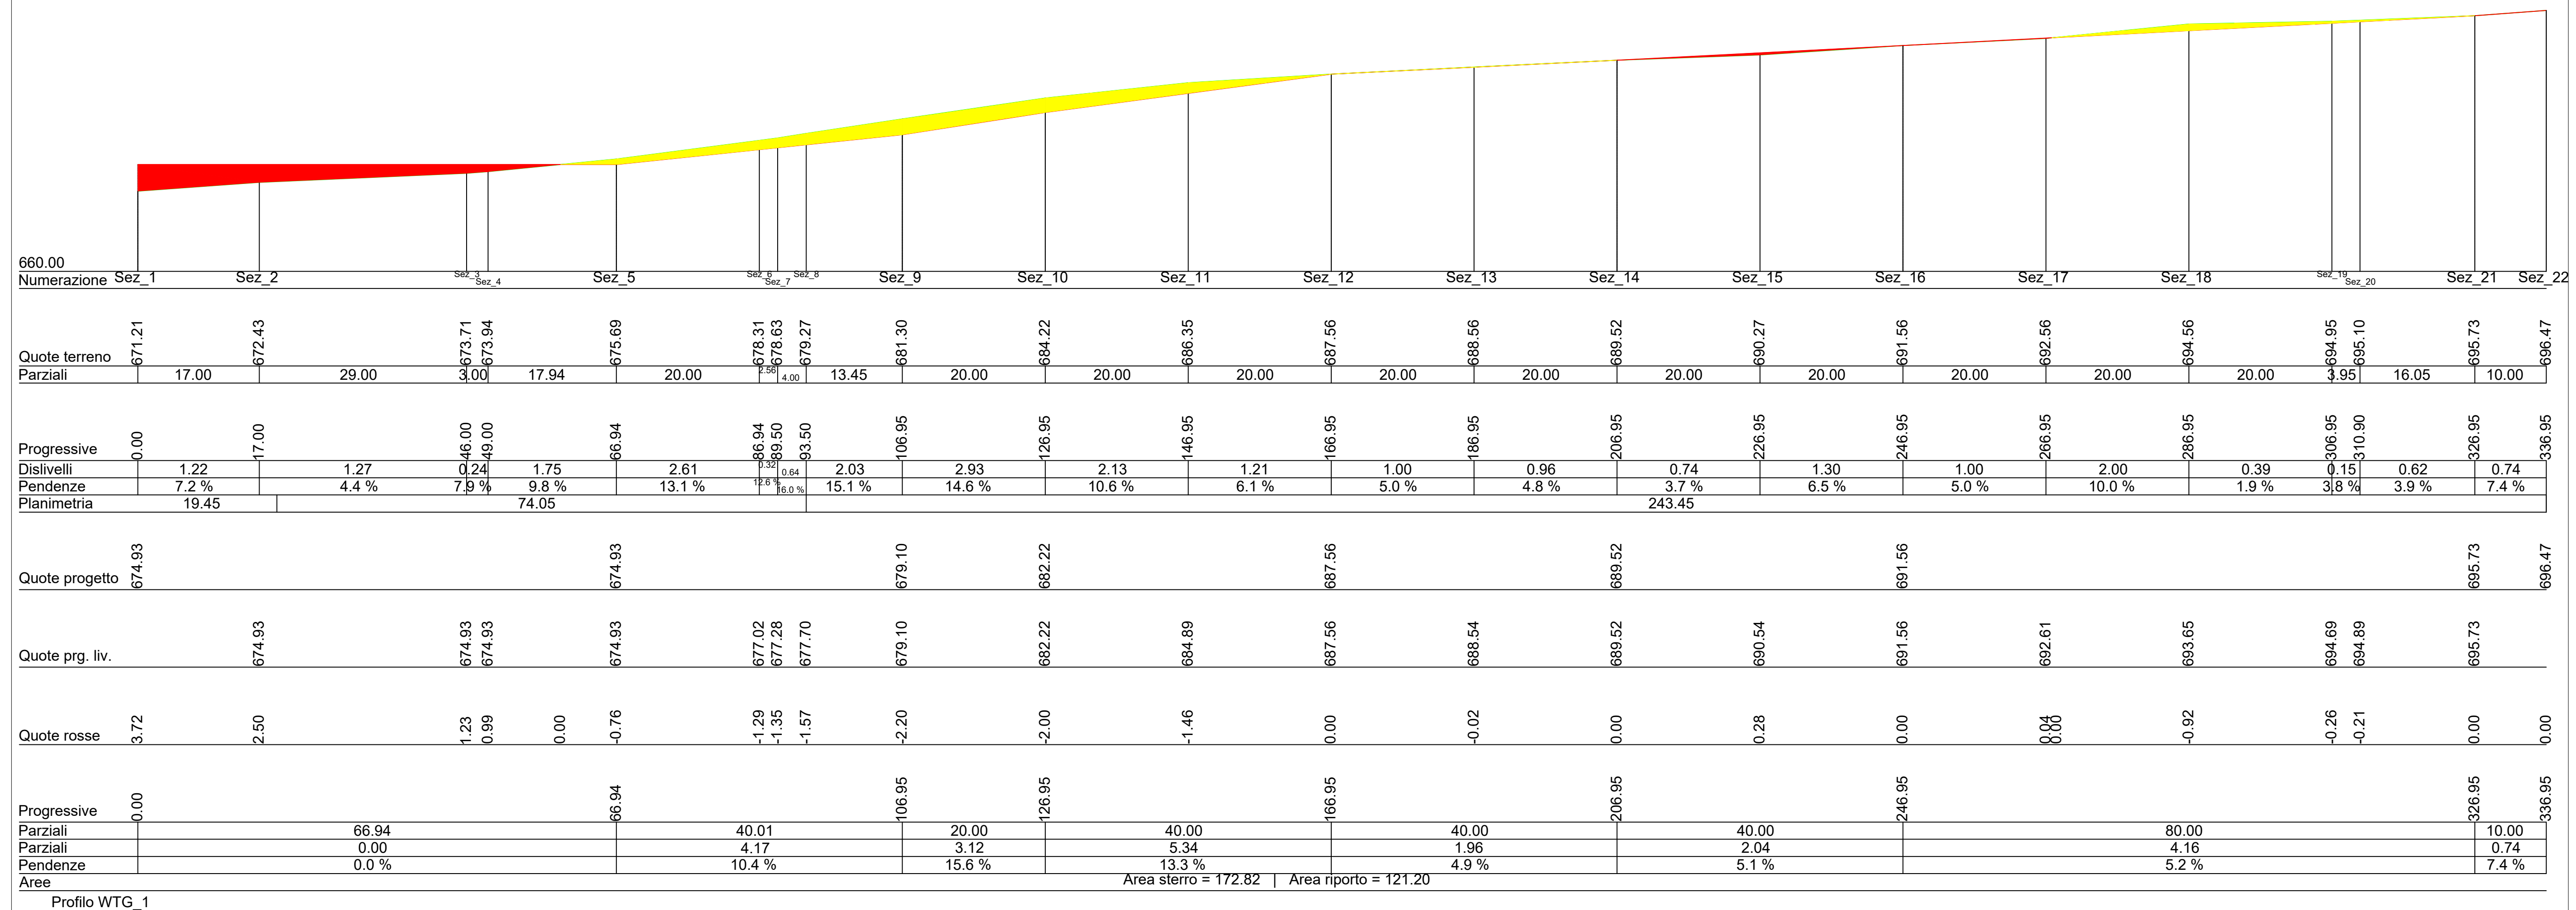 660.00
Numerazione Sez_1 Sez_2 Sez_3 Sez_4 Sez_5 Sez_6 Sez_7 Sez_8 Sez_9 Sez_10 Sez_11 Sez_12 Sez_13 Sez_14 Sez_15 Sez_16 Sez_17 Sez_18 Sez_19 Sez_20 Sez_21 Sez_22
Quote terreno 671.21 672.43 673.71 673.94 675.69 678.31 678.63 679.27 681.30 684.22 686.35 687.56 688.56 689.52 690.27 691.56 692.56 694.56 694.95 695.10 695.73 696.47
Parziali 17.00 29.00 3.00 17.94 20.00 2.56 4.00 13.45 20.00 20.00 20.00 20.00 20.00 20.00 20.00 20.00 20.00 20.00 3.95 16.05 10.00
Progressive 0.00 17.00 46.00 49.00 66.94 86.94 89.50 93.50 106.95 126.95 146.95 166.95 186.95 206.95 226.95 246.95 266.95 286.95 306.95 310.90 326.95 336.95
Dislivelli 1.22 1.27 0.24 1.75 2.61 0.32 0.64 2.03 2.93 2.13 1.21 1.00 0.96 0.74 1.30 1.00 2.00 0.39 0.15 0.62 0.74
Pendenze 7.2 % 4.4 % 7.9 % 9.8 % 13.1 % 12.6 % 16.0 % 15.1 % 14.6 % 10.6 % 6.1 % 5.0 % 4.8 % 3.7 % 6.5 % 5.0 % 10.0 % 1.9 % 3.8 % 3.9 % 7.4 %
Planimetria 19.45 74.05 243.45
Quote progetto 674.93 674.93 679.10 682.22 687.56 689.52 691.56 695.73 696.47
Quote prg. liv. 674.93 674.93 674.93 674.93 677.02 677.28 677.70 679.10 682.22 684.89 687.56 688.54 689.52 690.54 691.56 692.61 693.65 694.69 694.89 695.73
Quote rosse 3.72 2.50 1.23 0.99 0.00 -0.76 -1.29 -1.35 -1.57 -2.20 -2.00 -1.46 0.00 -0.02 0.00 0.28 0.00 0.04 0.00 -0.92 -0.26 -0.21 0.00 0.00
Progressive 0.00 66.94 106.95 126.95 166.95 206.95 246.95 326.95 336.95
Parziali 66.94 40.01 20.00 40.00 40.00 40.00 80.00 10.00
Parziali 0.00 4.17 3.12 5.34 1.96 2.04 4.16 0.74
Pendenze 0.0 % 10.4 % 15.6 % 13.3 % 4.9 % 5.1 % 5.2 % 7.4 %
Aree Area sterro = 172.82 | Area riporto = 121.20
Profilo WTG_1